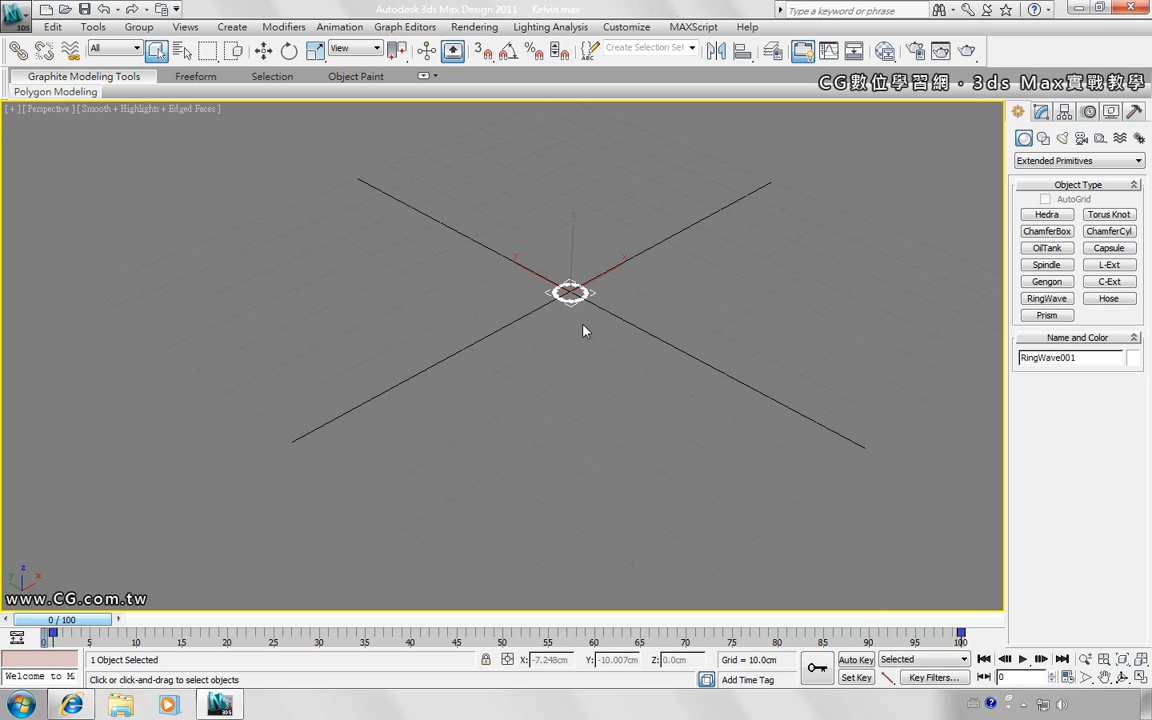 Autodesk 3ds Max Design 2011 Kelvin.max
Type a keyword or phrase
Edit Tools Group Views Create Modifiers Animation Graph Editors Rendering Lighting Analysis Customize MAXScript Help
All View 3 Create Selection Set
Graphite Modeling Tools Freeform Selection Object Paint
CG數位學習網・3ds Max實戰教學
Polygon Modeling
[ + ] [ Perspective ] [ Smooth + Highlights + Edged Faces ]
Extended Primitives
Object Type
AutoGrid
Hedra Torus Knot
ChamferBox ChamferCyl
OilTank Capsule
Spindle L-Ext
Gengon C-Ext
RingWave Hose
Prism
Name and Color
RingWave001
z
y x
z
y x
www.CG.com.tw
0 / 100
0 5 10 15 20 25 30 35 40 45 50 55 60 65 70 75 80 85 90 95 100
1 Object Selected X: -7.248cm Y: -10.007cm Z: 0.0cm Grid = 10.0cm Auto Key Selected
Welcome to M Click or click-and-drag to select objects Add Time Tag Set Key Key Filters... 0